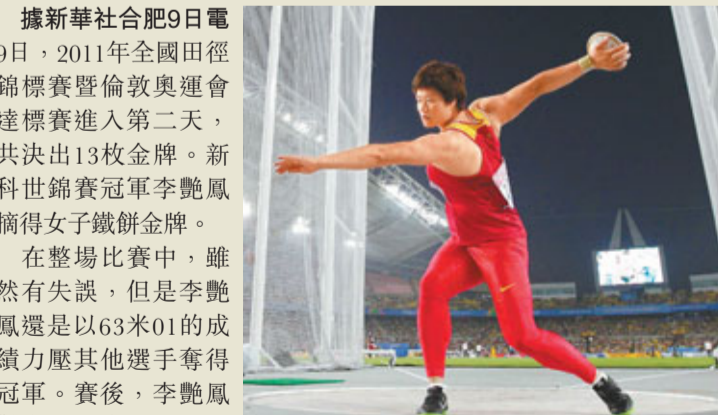 據新華社合肥9日電
9日，2011年全國田徑
錦標賽暨倫敦奧運會
達標賽進入第二天，
共決出13枚金牌。新
科世錦賽冠軍李艷鳳
摘得女子鐵餅金牌。
在整場比賽中，雖
然有失誤，但是李艷
鳳還是以63米01的成
績力壓其他選手奪得
冠軍。賽後，李艷鳳